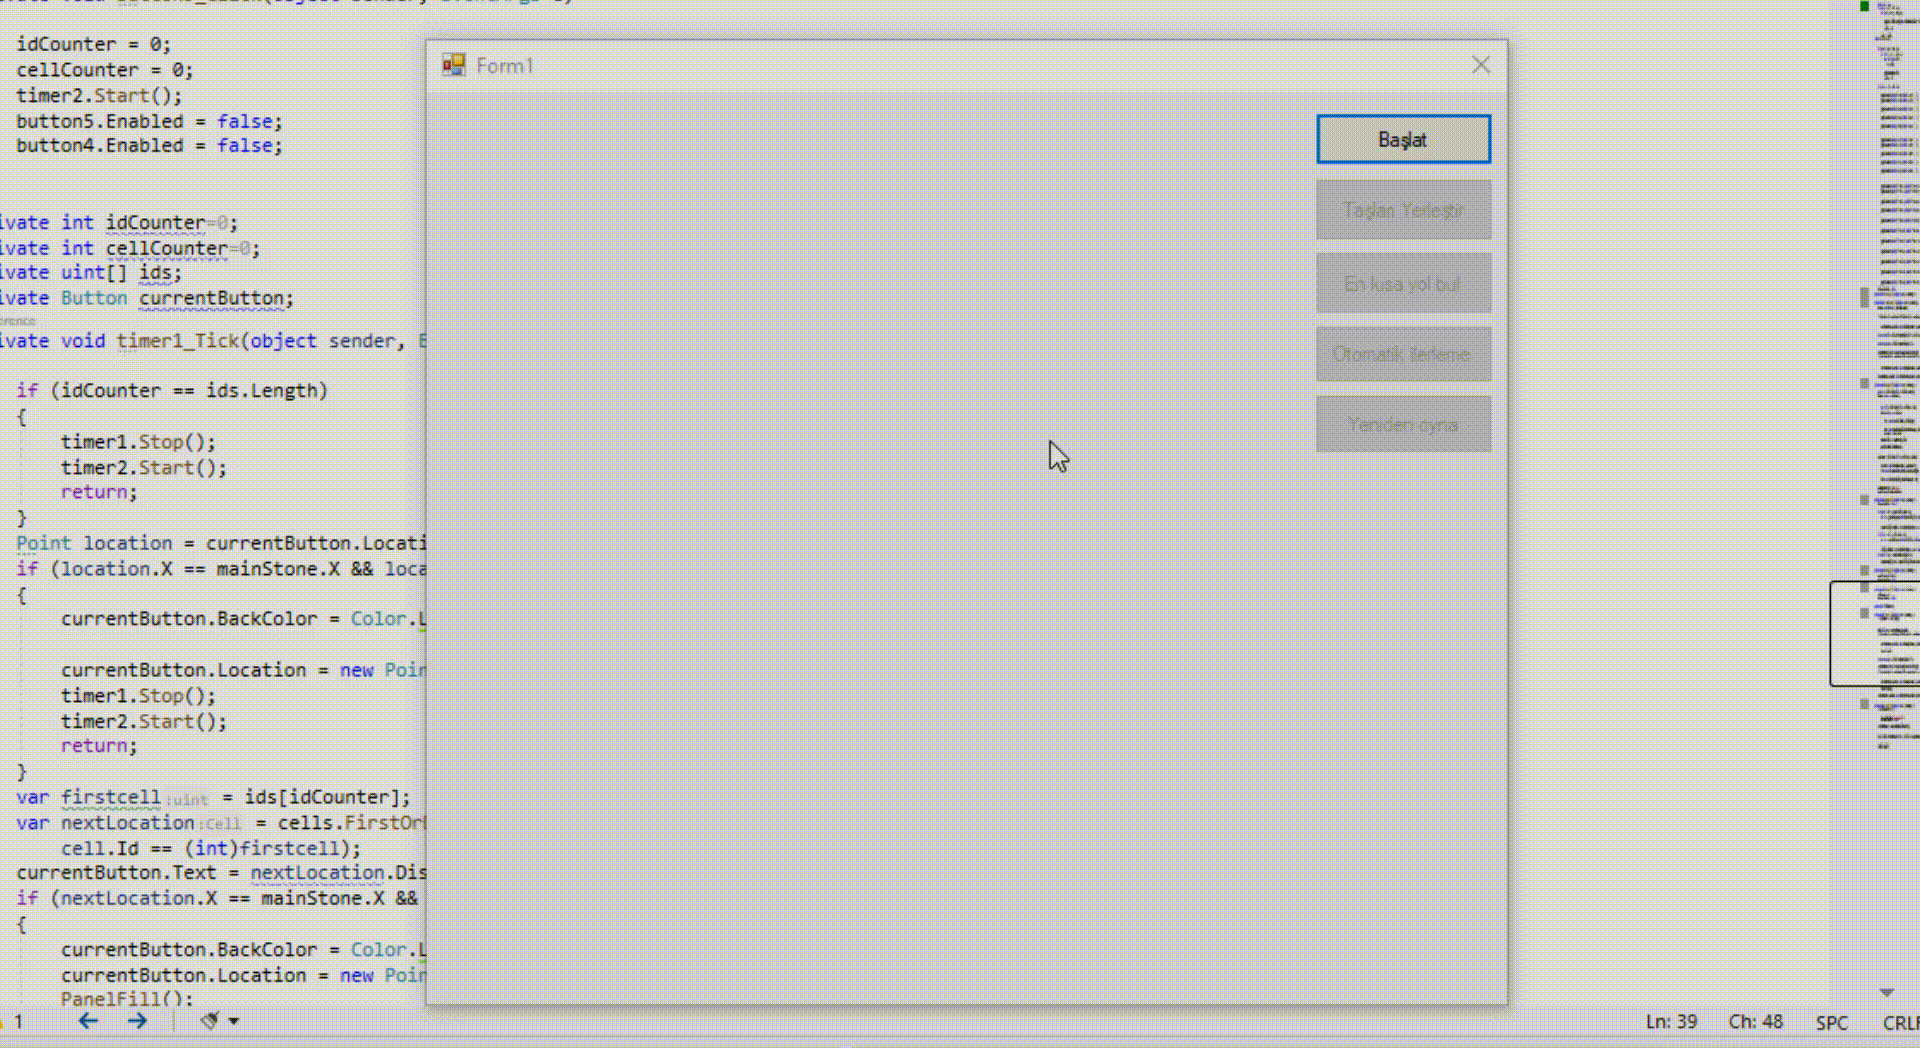 idCounter = 0;
cellCounter = 0;
timer2.Start();
button5.Enabled = false;
button4.Enabled = false;
ivate int idCounter=0;
ivate int cellCounter=0;
ivate uint[] ids;
ivate Button currentButton;
erence
ivate void timer1_Tick(object sender, E
if (idCounter == ids.Length)
{
timer1.Stop();
timer2.Start();
return;
}
Point location = currentButton.Locati
if (location.X == mainStone.X && loca
{
currentButton.BackColor = Color.L
currentButton.Location = new Poin
timer1.Stop();
timer2.Start();
return;
}
var firstcell :uint = ids[idCounter];
var nextLocation :Cell = cells.FirstOrD
cell.Id == (int)firstcell);
currentButton.Text = nextLocation.Dis
if (nextLocation.X == mainStone.X &&
{
currentButton.BackColor = Color.L
currentButton.Location = new Poin
PanelFill();
Form1
Başlat
Taşları Yerleştir
En kısa yol bul
Otomatik ilerleme
Yeniden oyna
1
Ln: 39 Ch: 48 SPC CRLF